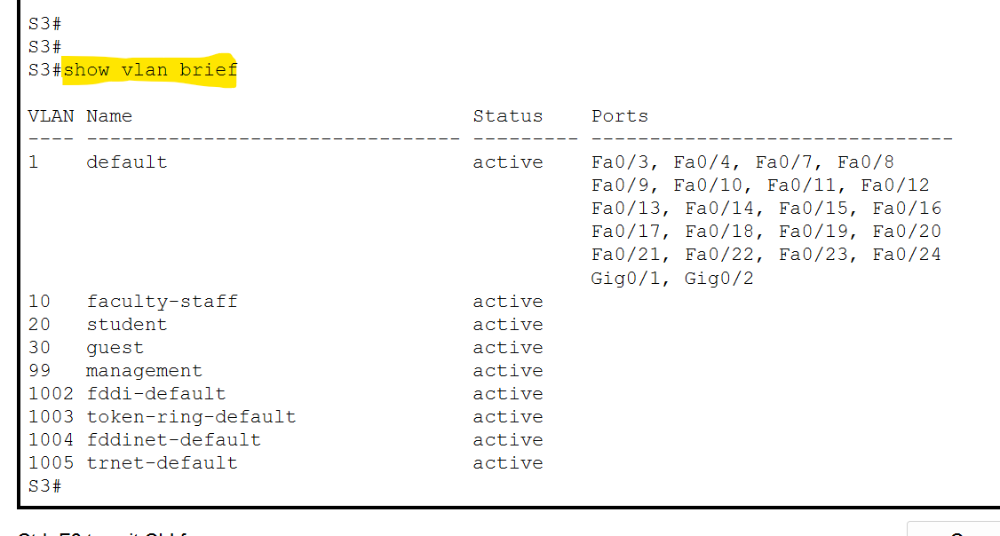 S3#
S3#
S3#show vlan brief
VLAN Name Status Ports
---- -------------------------------- --------- -------------------------------
1 default active Fa0/3, Fa0/4, Fa0/7, Fa0/8
Fa0/9, Fa0/10, Fa0/11, Fa0/12
Fa0/13, Fa0/14, Fa0/15, Fa0/16
Fa0/17, Fa0/18, Fa0/19, Fa0/20
Fa0/21, Fa0/22, Fa0/23, Fa0/24
Gig0/1, Gig0/2
10 faculty-staff active
20 student active
30 guest active
99 management active
1002 fddi-default active
1003 token-ring-default active
1004 fddinet-default active
1005 trnet-default active
S3#